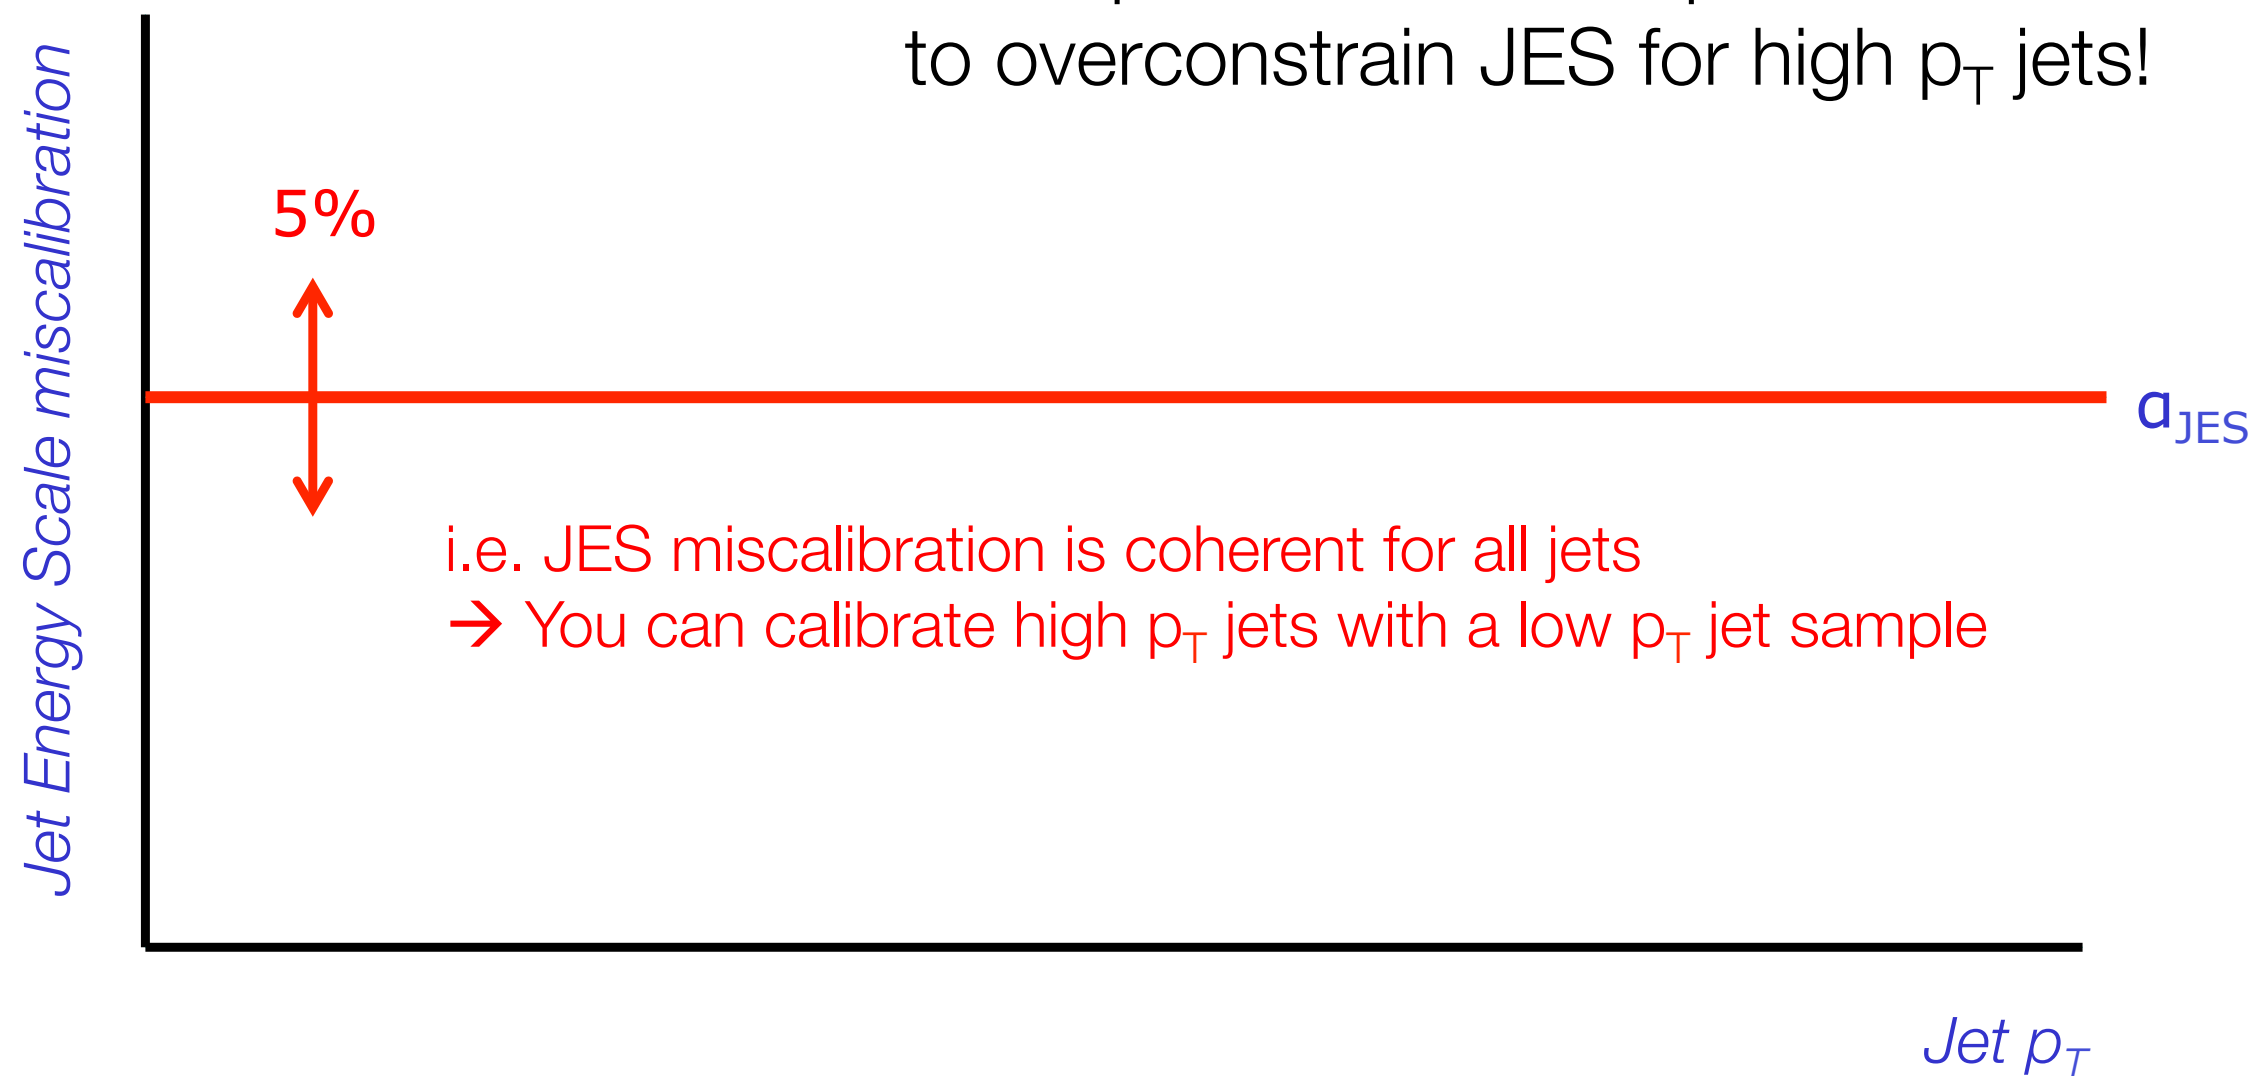 to overconstrain JES for high pT jets!
Jet Energy Scale miscalibration
5%
αJES
i.e. JES miscalibration is coherent for all jets
→ You can calibrate high pT jets with a low pT jet sample
Jet pT